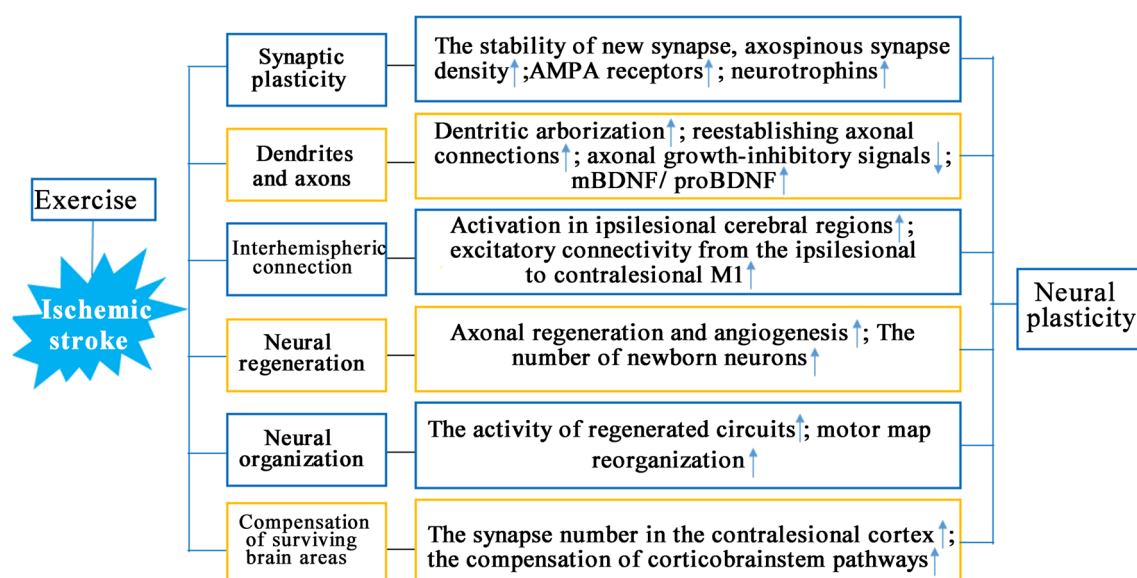 Exercise
Ischemic
stroke
Synaptic
plasticity
The stability of new synapse, axospinous synapse
density↑;AMPA receptors↑; neurotrophins↑
Dendrites
and axons
Dentritic arborization↑; reestablishing axonal
connections↑; axonal growth-inhibitory signals↓;
mBDNF/ proBDNF↑
Interhemispheric
connection
Activation in ipsilesional cerebral regions↑;
excitatory connectivity from the ipsilesional
to contralesional M1↑
Neural
regeneration
Axonal regeneration and angiogenesis↑; The
number of newborn neurons↑
Neural
organization
The activity of regenerated circuits↑; motor map
reorganization↑
Compensation
of surviving
brain areas
The synapse number in the contralesional cortex↑;
the compensation of corticobrainstem pathways↑
Neural
plasticity